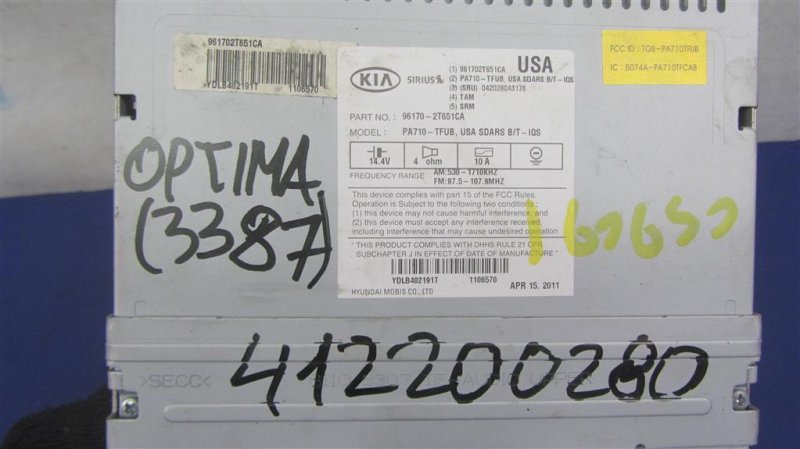 961702T651CA
YDLB402191T 1106570
KIA SIRIUS
(1) 961702T651CA USA
(2) PA710-TFUB, USA SDARS B/T-IQS
(3) (SRU) 042028043176
(4) TAM
(5) SRM
PART NO. : 96170-2T651CA
MODEL : PA710-TFUB, USA SDARS B/T-IQS
14.4V 4 ohm 10 A
FREQUENCY RANGE AM:530-1710KHZ
FM:87.5-107.9MHZ
This device complies with part 15 of the FCC Rules.
Operation is Subject to the following two conditions
(1) this device may not cause harmful interference, and
(2) this device must accept any interference received,
including interference that may cause undesired operation
" THIS PRODUCT COMPLIES WITH DHHS RULE 21 CFR
SUBCHAPTER J IN EFFECT OF DATE OF MANUFACTURE "
YDLB402191T 1106570
HYUNDAI MOBIS CO., LTD APR 15. 2011
FCC ID : TQ8-PA710TFUB
IC : 5074A-PA710TFCAB
OPTIMA
(3387)
160650
412200280
>SECC<